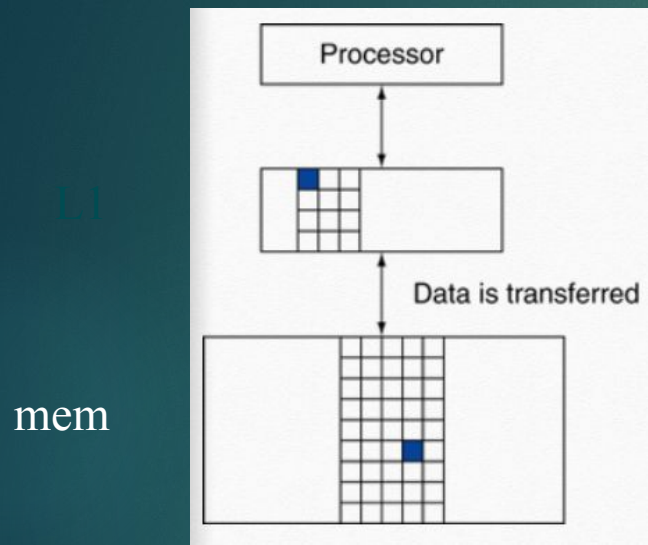 Processor
L1
Data is transferred
mem